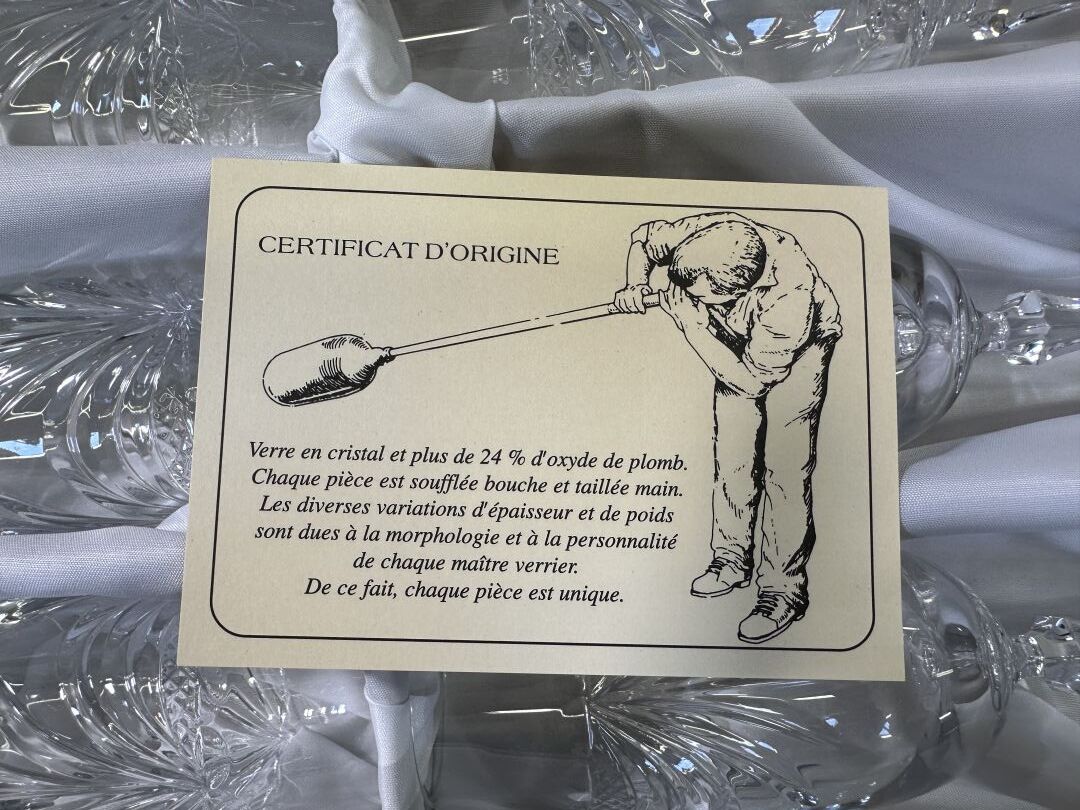 CERTIFICAT D'ORIGINE
Verre en cristal et plus de 24 % d'oxyde de plomb.
Chaque pièce est soufflée bouche et taillée main.
Les diverses variations d'épaisseur et de poids
sont dues à la morphologie et à la personnalité
de chaque maître verrier.
De ce fait, chaque pièce est unique.